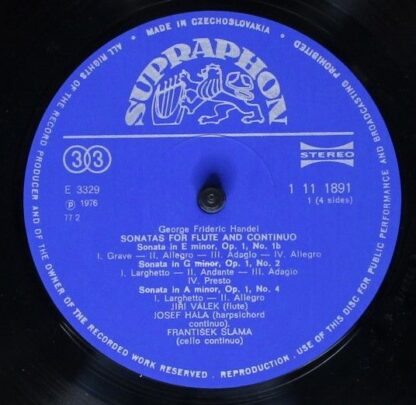 ALL RIGHTS OF THE RECORD PRODUCER AND OF THE OWNER OF THE RECORDED WORK RESERVED. REPRODUCTION. USE OF THIS DISC FOR PUBLIC PERFORMANCE AND BROADCASTING PROHIBITED
• MADE IN CZECHOSLOVAKIA •
SUPRAPHON
33
STEREO
E 3329
1 11 1891
℗ 1976
1 (4 sides)
77 2
George Frideric Handel
SONATAS FOR FLUTE AND CONTINUO
Sonata in E minor, Op. 1, No. 1b
I. Grave — II. Allegro — III. Adagio — IV. Allegro
Sonata in G minor, Op. 1, No. 2
I. Larghetto — II. Andante — III. Adagio
IV. Presto
Sonata in A minor, Op. 1, No. 4
I. Larghetto — II. Allegro
JIŘÍ VÁLEK (flute)
JOSEF HÁLA (harpsichord
continuo),
FRANTIŠEK SLÁMA
(cello continuo)